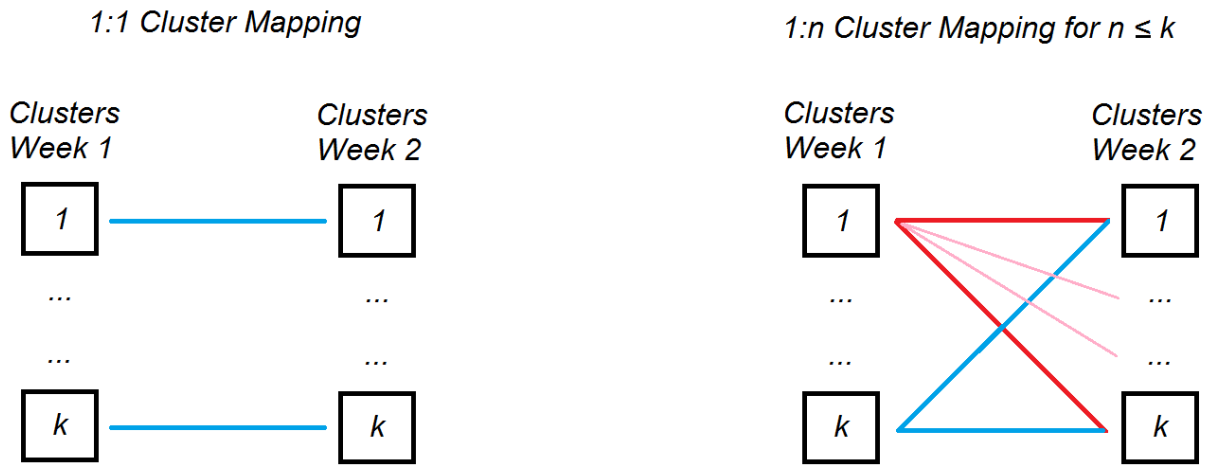 1:1 Cluster Mapping
Clusters
Week 1
Clusters
Week 2
1
1
...
...
...
...
k
k
1:n Cluster Mapping for n ≤ k
Clusters
Week 1
Clusters
Week 2
1
1
...
...
...
...
k
k